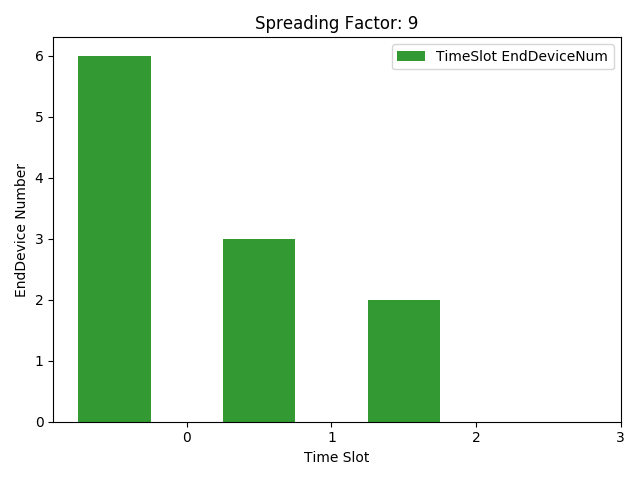 Spreading Factor: 9
TimeSlot EndDeviceNum
EndDevice Number
6
5
4
3
2
1
0
0 1 2 3
Time Slot